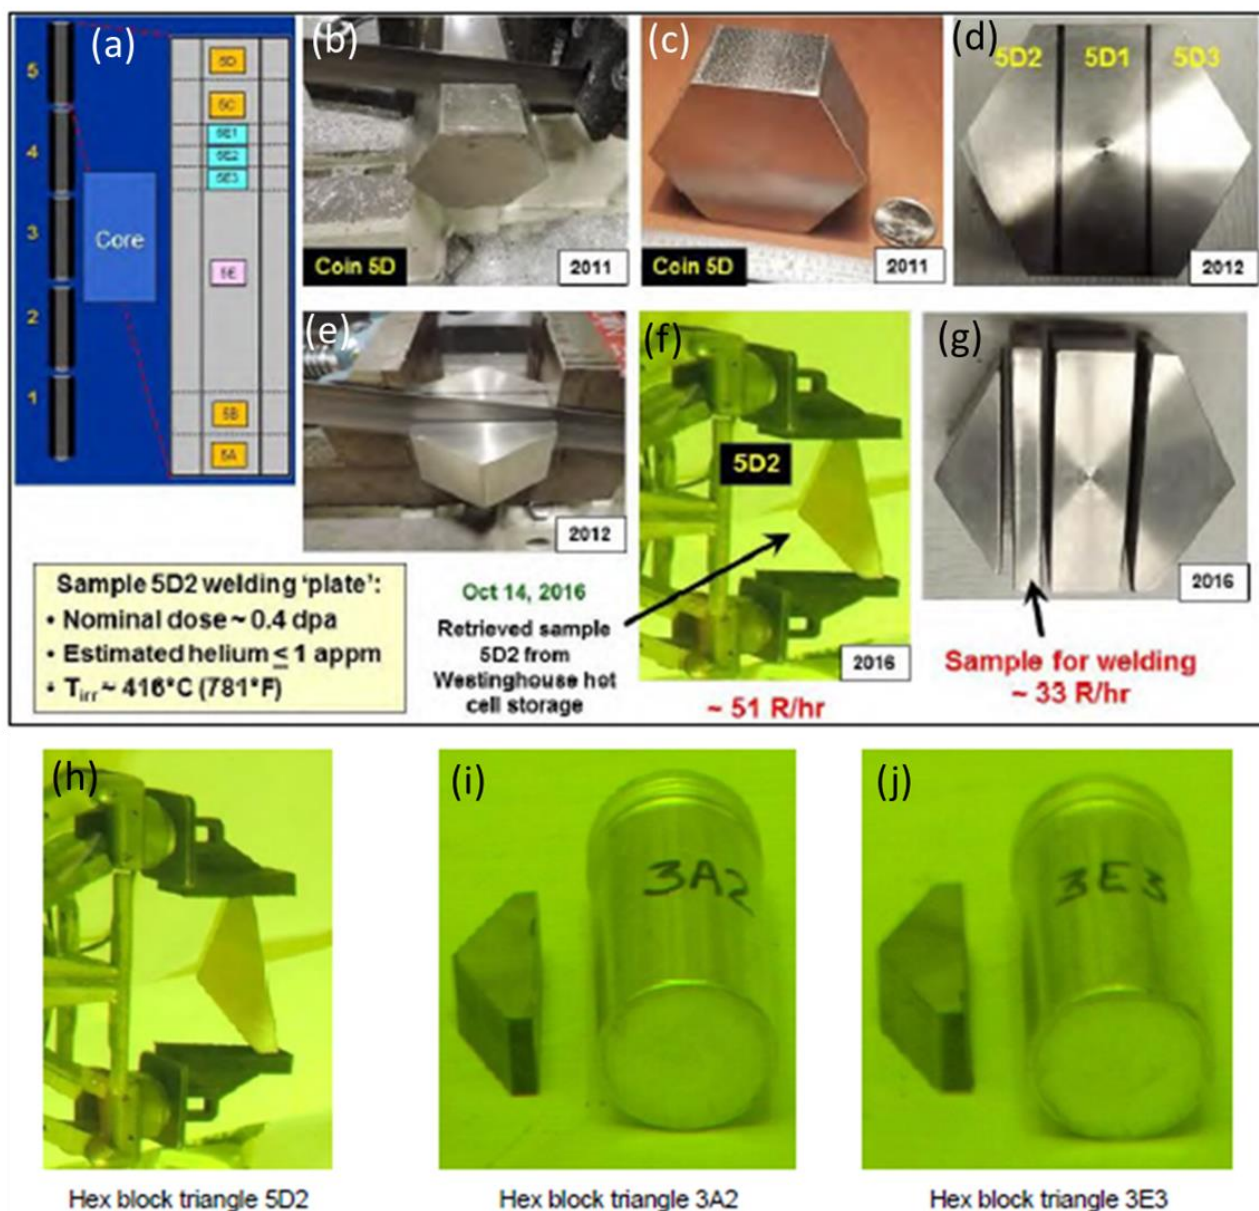 (a)
5
4
3
2
1
Core
5D
5C
5E1
5E2
5E3
5E
5B
5A
(b)
Coin 5D
2011
(c)
Coin 5D
2011
(d)
5D2 5D1 5D3
2012
(e)
2012
(f)
5D2
2016
~ 51 R/hr
(g)
2016
Sample for welding
~ 33 R/hr
Sample 5D2 welding 'plate':
• Nominal dose ~ 0.4 dpa
• Estimated helium ≤ 1 appm
• Tirr ~ 416°C (781°F)
Oct 14, 2016
Retrieved sample
5D2 from
Westinghouse hot
cell storage
(h)
Hex block triangle 5D2
(i)
3A2
Hex block triangle 3A2
(j)
3E3
Hex block triangle 3E3